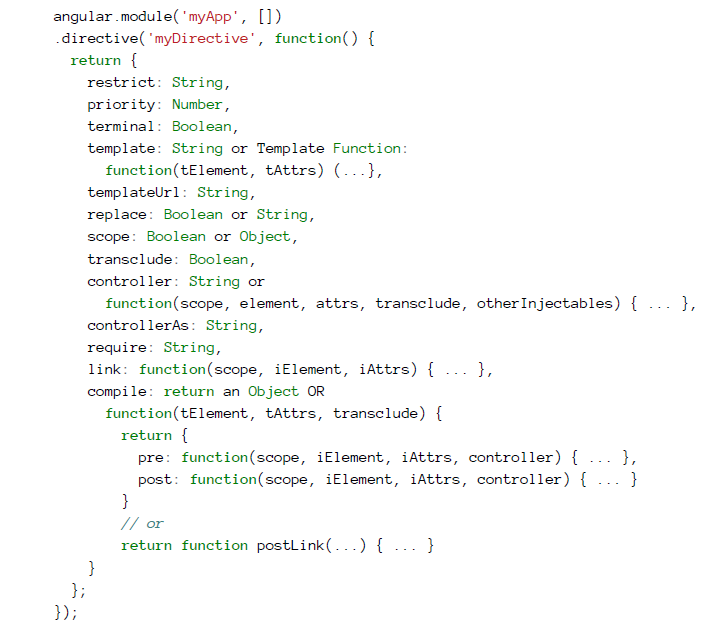 angular.module('myApp', [])
.directive('myDirective', function() {
return {
restrict: String,
priority: Number,
terminal: Boolean,
template: String or Template Function:
function(tElement, tAttrs) (...},
templateUrl: String,
replace: Boolean or String,
scope: Boolean or Object,
transclude: Boolean,
controller: String or
function(scope, element, attrs, transclude, otherInjectables) { ... },
controllerAs: String,
require: String,
link: function(scope, iElement, iAttrs) { ... },
compile: return an Object OR
function(tElement, tAttrs, transclude) {
return {
pre: function(scope, iElement, iAttrs, controller) { ... },
post: function(scope, iElement, iAttrs, controller) { ... }
}
// or
return function postLink(...) { ... }
}
};
});